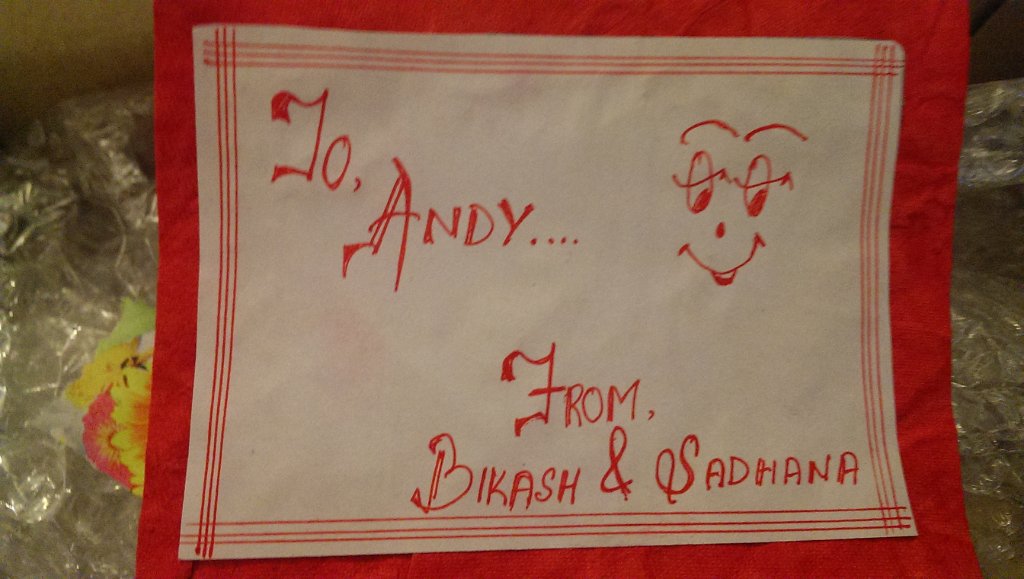 To,
ANDY....
FROM,
BIKASH & SADHANA